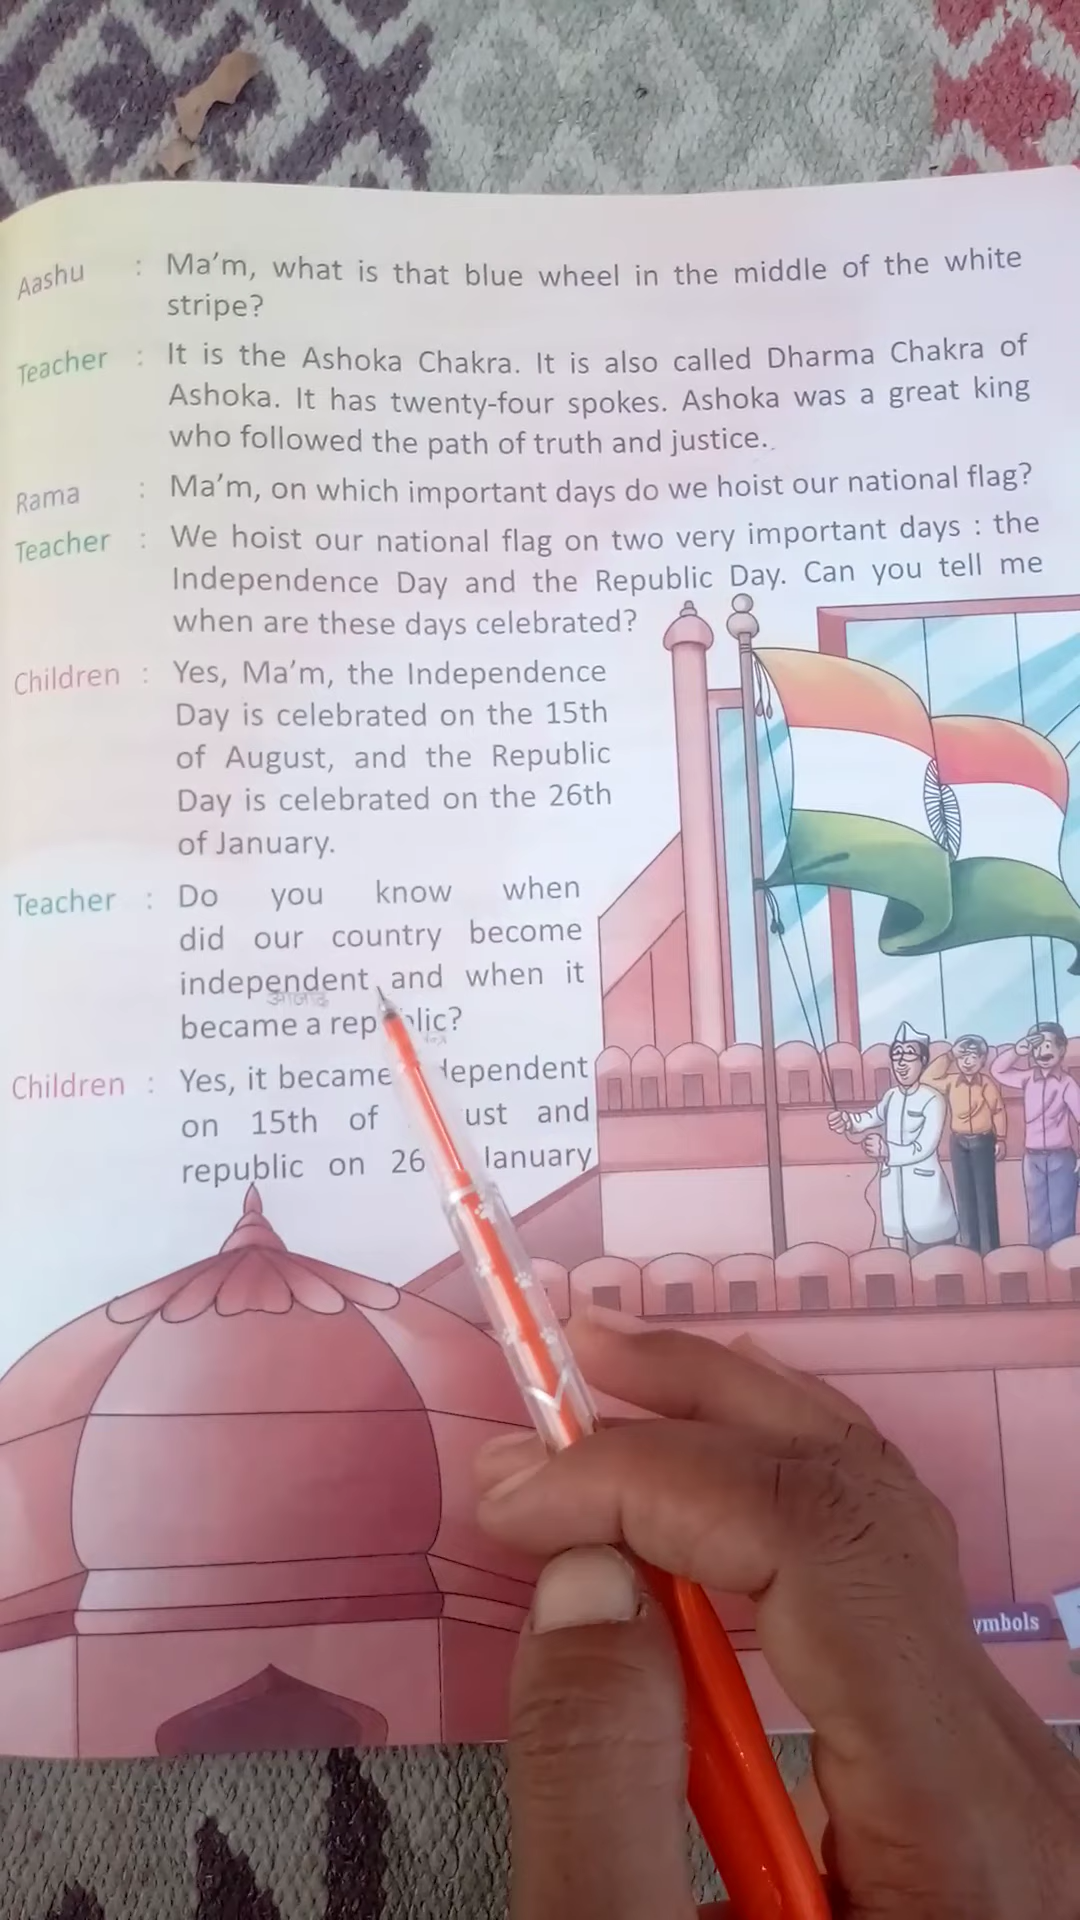 Aashu : Ma'm, what is that blue wheel in the middle of the white
stripe?
Teacher : It is the Ashoka Chakra. It is also called Dharma Chakra of
Ashoka. It has twenty-four spokes. Ashoka was a great king
who followed the path of truth and justice.
Rama : Ma'm, on which important days do we hoist our national flag?
Teacher : We hoist our national flag on two very important days : the
Independence Day and the Republic Day. Can you tell me
when are these days celebrated?
Children : Yes, Ma'm, the Independence
Day is celebrated on the 15th
of August, and the Republic
Day is celebrated on the 26th
of January.
Teacher : Do you know when
did our country become
independent and when it
आजाद
became a rep lic?
Children : Yes, it became dependent
on 15th of ust and
republic on 26 January
ymbols